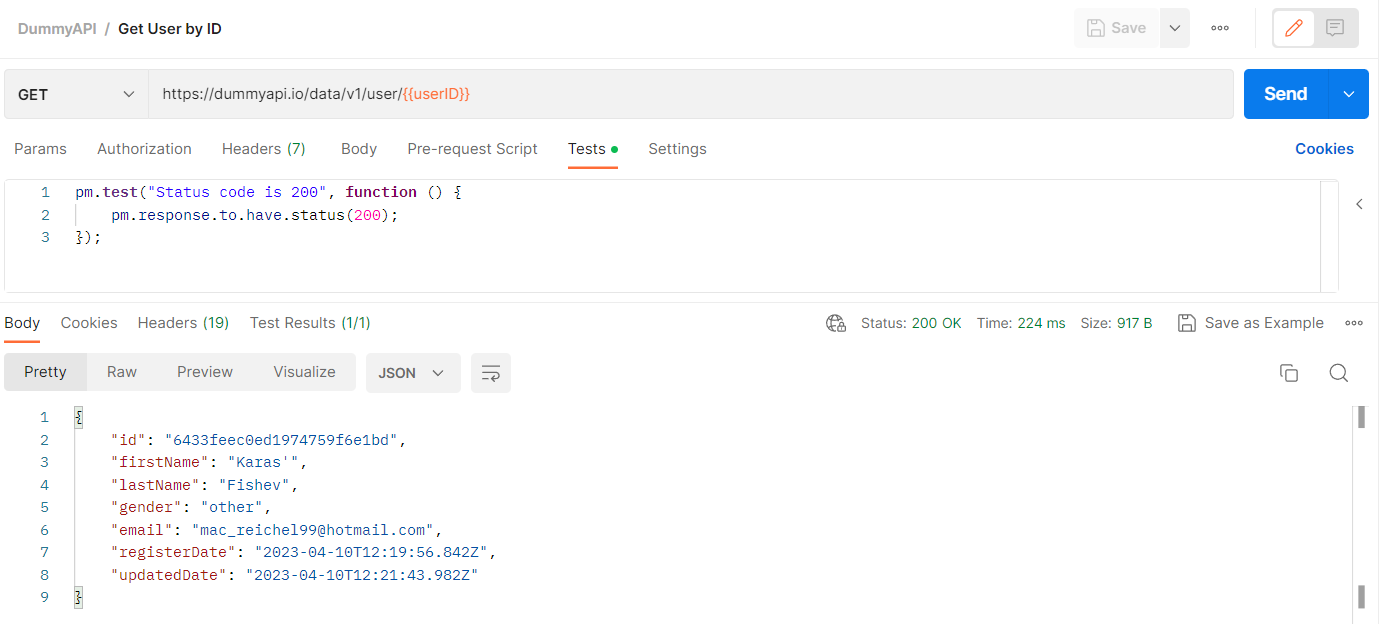 DummyAPI / Get User by ID
Save
GET
https://dummyapi.io/data/v1/user/{{userID}}
Send
Params Authorization Headers (7) Body Pre-request Script Tests Settings Cookies
1 pm.test("Status code is 200", function () {
2 pm.response.to.have.status(200);
3 });
Body Cookies Headers (19) Test Results (1/1) Status: 200 OK Time: 224 ms Size: 917 B Save as Example
Pretty Raw Preview Visualize JSON
1 {
2 "id": "6433feec0ed1974759f6e1bd",
3 "firstName": "Karas'",
4 "lastName": "Fishev",
5 "gender": "other",
6 "email": "mac_reichel99@hotmail.com",
7 "registerDate": "2023-04-10T12:19:56.842Z",
8 "updatedDate": "2023-04-10T12:21:43.982Z"
9 }